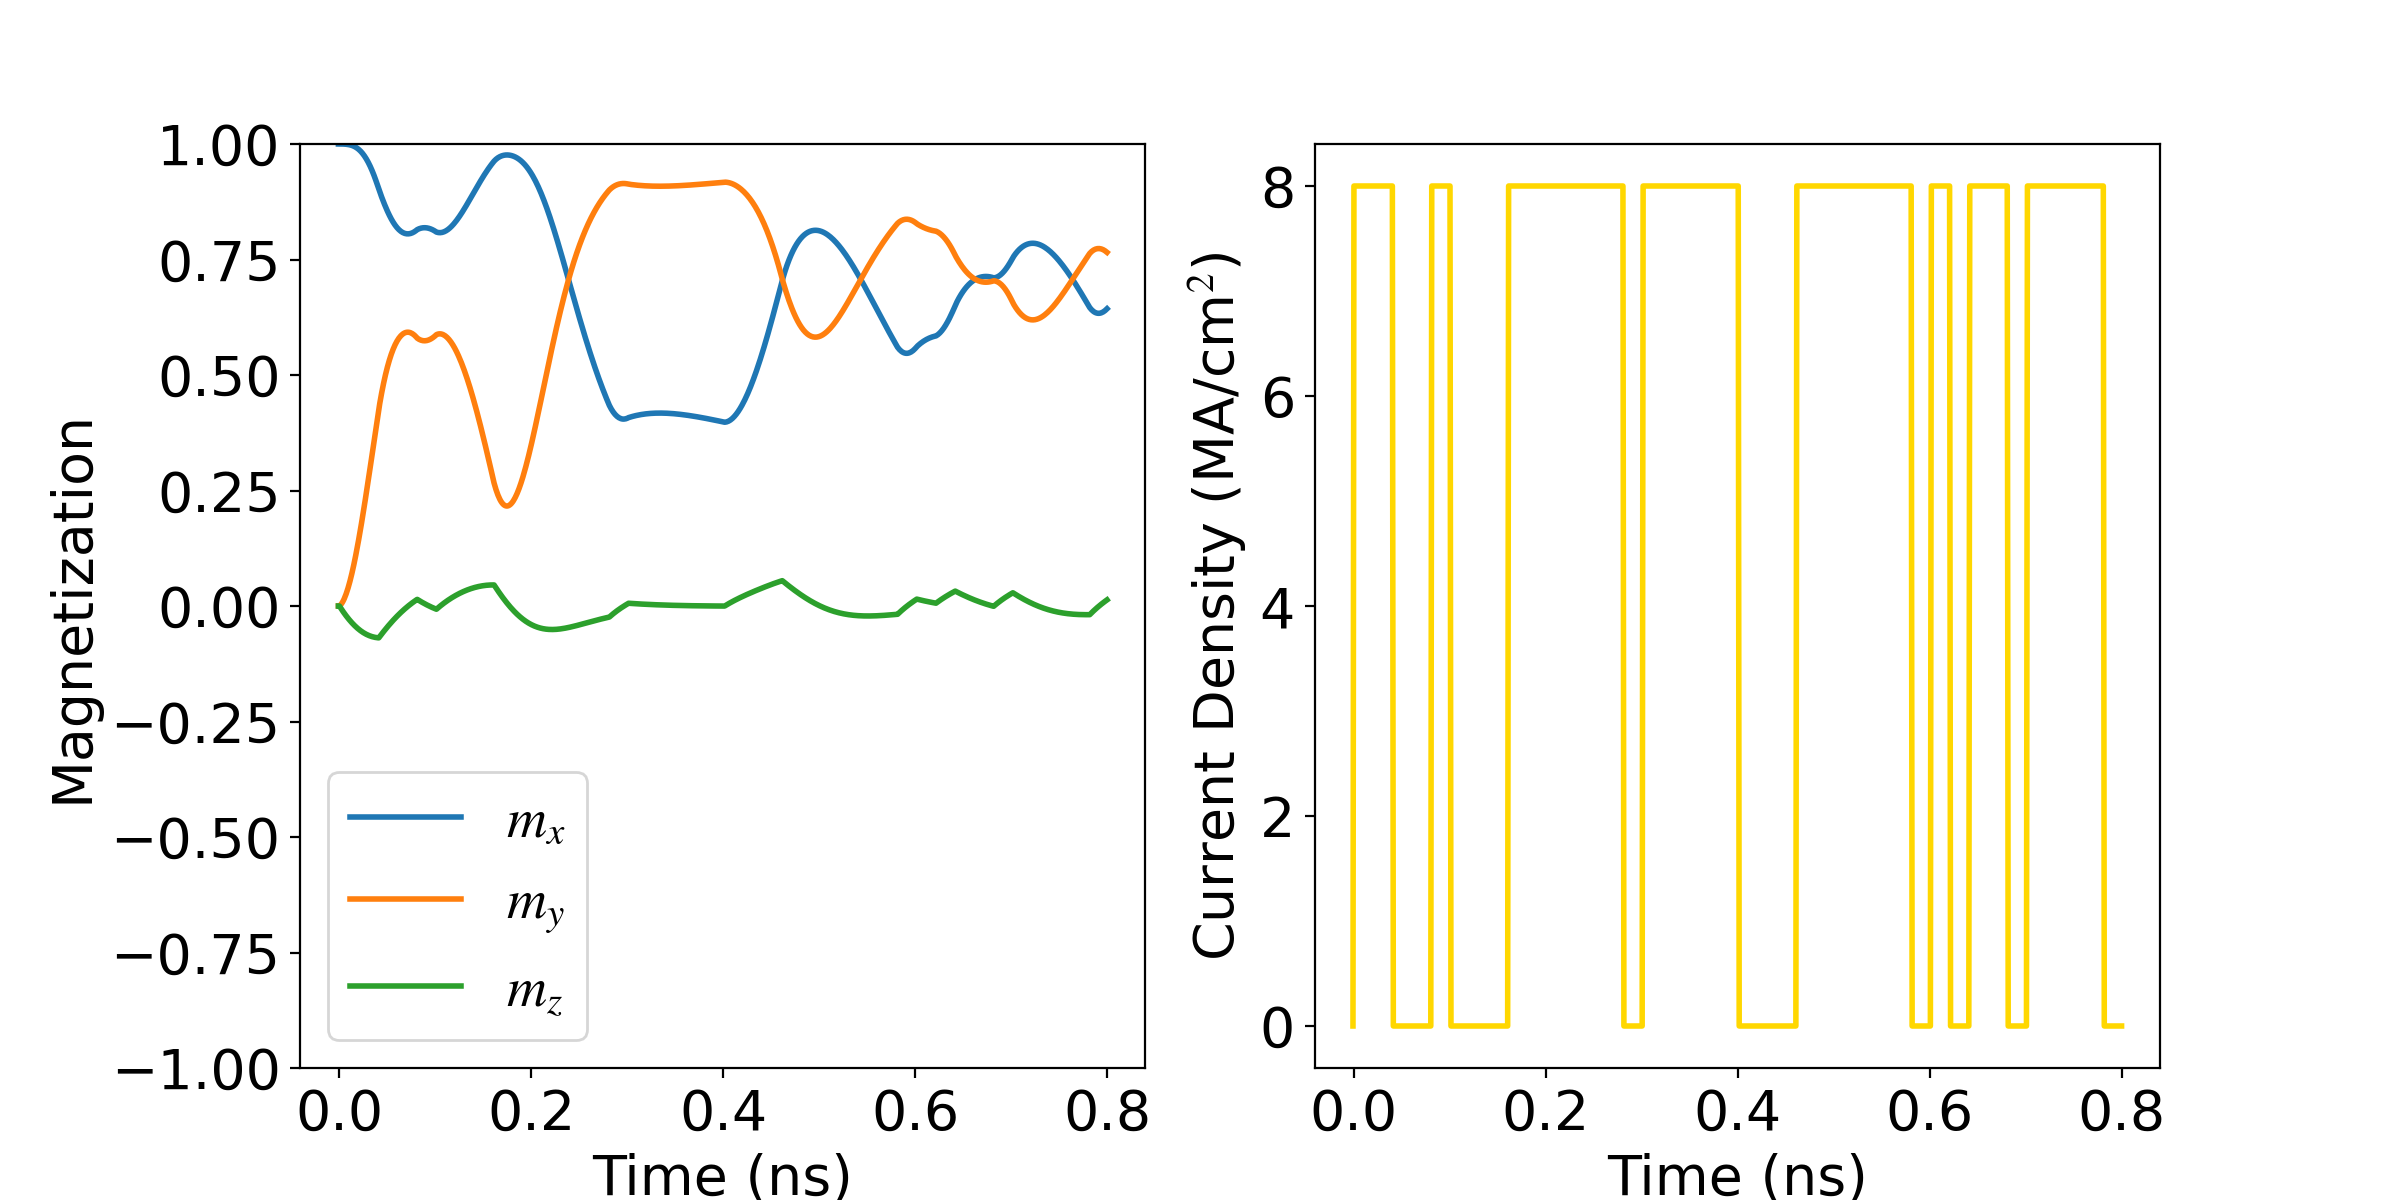 1.00
0.75
0.50
0.25
0.00
−0.25
−0.50
−0.75
−1.00
Magnetization
m_x
m_y
m_z
0.0 0.2 0.4 0.6 0.8
Time (ns)
8
6
4
2
0
Current Density (MA/cm²)
0.0 0.2 0.4 0.6 0.8
Time (ns)